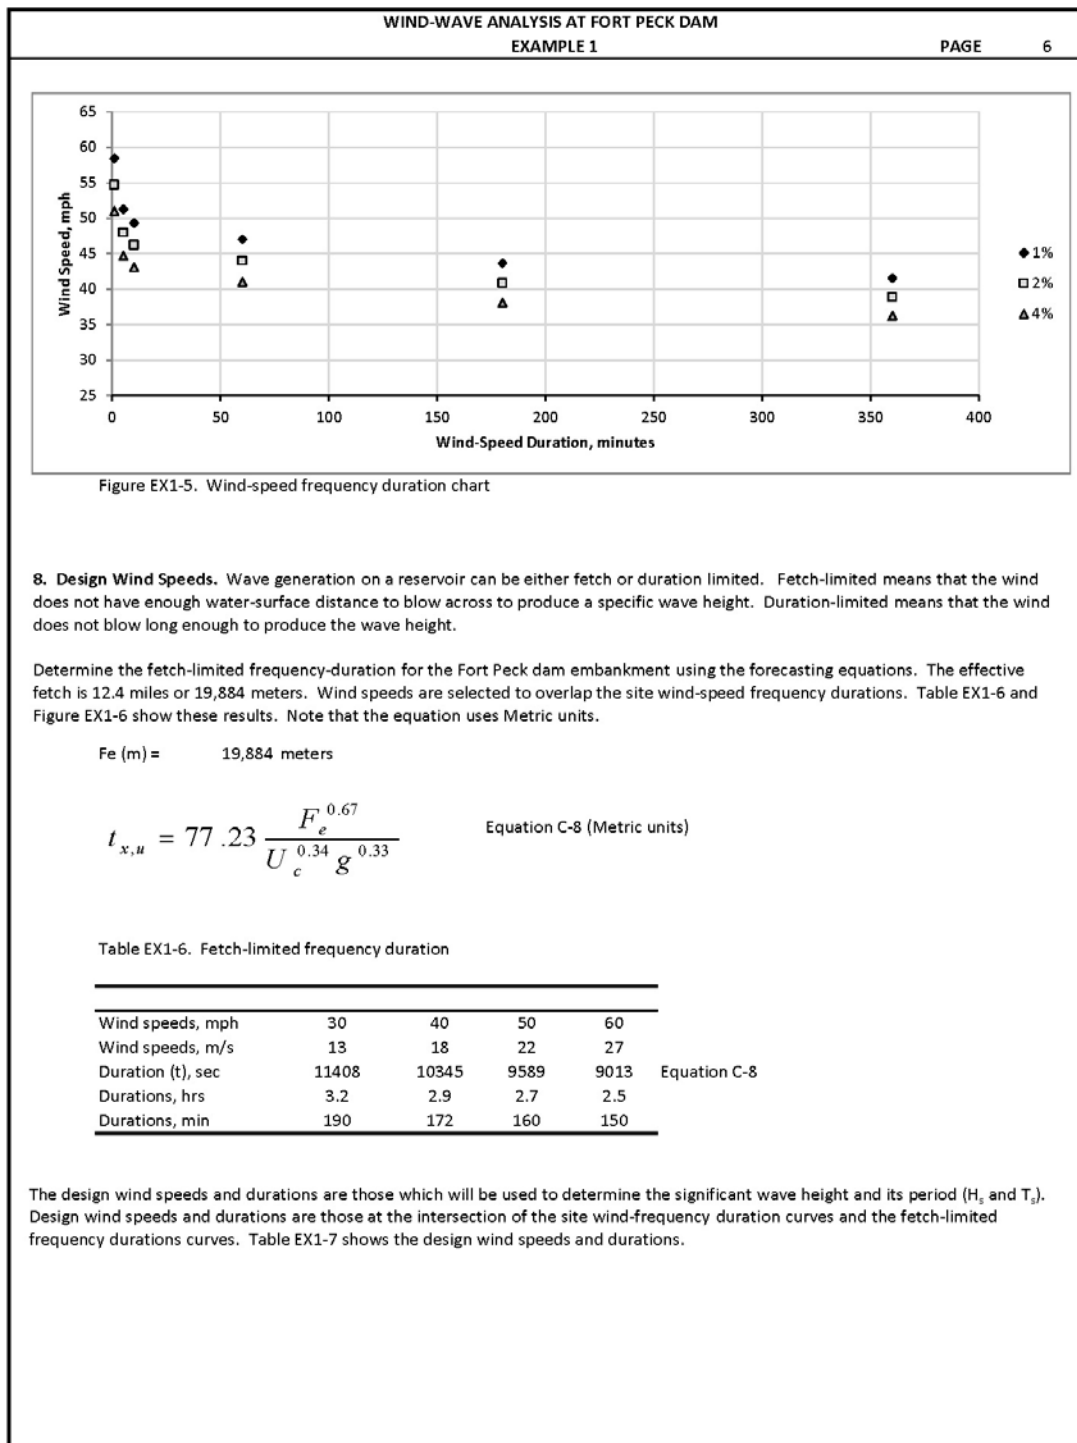 WIND-WAVE ANALYSIS AT FORT PECK DAM
EXAMPLE 1 PAGE 6
65
60
55
50
45
40
35
30
25
Wind Speed, mph
0 50 100 150 200 250 300 350 400
Wind-Speed Duration, minutes
1%
2%
4%
Figure EX1-5. Wind-speed frequency duration chart
8. Design Wind Speeds. Wave generation on a reservoir can be either fetch or duration limited. Fetch-limited means that the wind
does not have enough water-surface distance to blow across to produce a specific wave height. Duration-limited means that the wind
does not blow long enough to produce the wave height.
Determine the fetch-limited frequency-duration for the Fort Peck dam embankment using the forecasting equations. The effective
fetch is 12.4 miles or 19,884 meters. Wind speeds are selected to overlap the site wind-speed frequency durations. Table EX1-6 and
Figure EX1-6 show these results. Note that the equation uses Metric units.
Fe (m) = 19,884 meters
t x,u = 77 .23 F e 0.67 / U c 0.34 g 0.33 Equation C-8 (Metric units)
Table EX1-6. Fetch-limited frequency duration
Wind speeds, mph 30 40 50 60
Wind speeds, m/s 13 18 22 27
Duration (t), sec 11408 10345 9589 9013 Equation C-8
Durations, hrs 3.2 2.9 2.7 2.5
Durations, min 190 172 160 150
The design wind speeds and durations are those which will be used to determine the significant wave height and its period (Hs and Ts).
Design wind speeds and durations are those at the intersection of the site wind-frequency duration curves and the fetch-limited
frequency durations curves. Table EX1-7 shows the design wind speeds and durations.